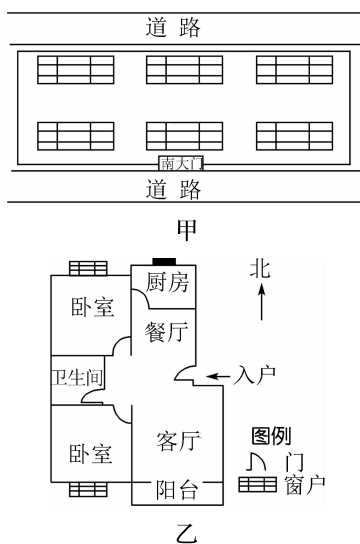 道 路
南大门
道 路
甲
北
厨房
卧室
餐厅
卫生间
入户
客厅
图例
门
卧室
窗户
阳台
乙